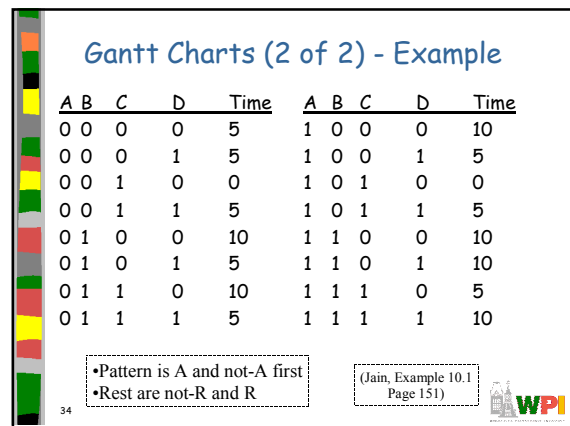 Gantt Charts (2 of 2) - Example
A B C D Time A B C D Time
0 0 0 0 5 1 0 0 0 10
0 0 0 1 5 1 0 0 1 5
0 0 1 0 0 1 0 1 0 0
0 0 1 1 5 1 0 1 1 5
0 1 0 0 10 1 1 0 0 10
0 1 0 1 5 1 1 0 1 10
0 1 1 0 10 1 1 1 0 5
0 1 1 1 5 1 1 1 1 10
•Pattern is A and not-A first
•Rest are not-R and R
(Jain, Example 10.1
Page 151)
34
WPI